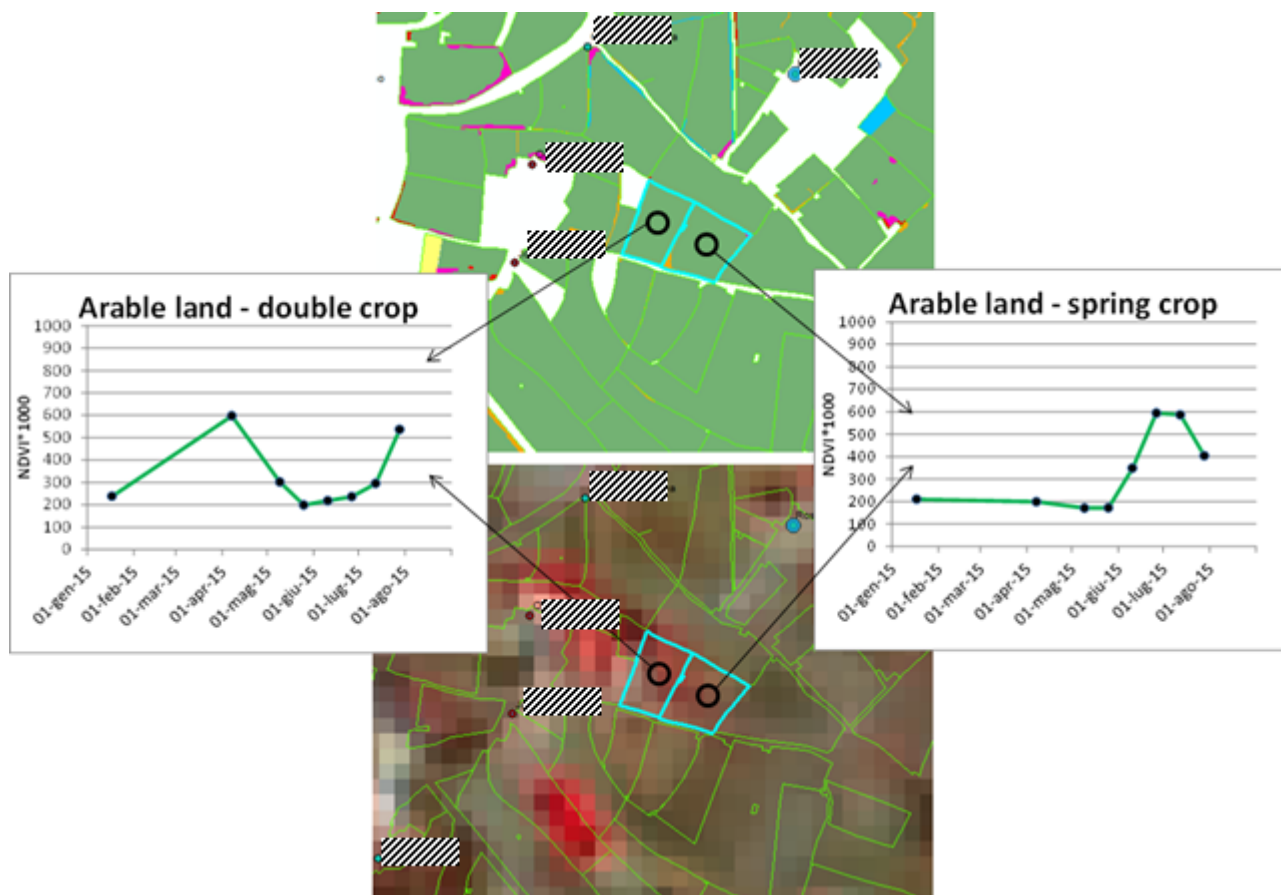 Arable land - double crop
1000
900
800
700
600
500
400
300
200
100
0
NDVI*1000
01-gen-15
01-feb-15
01-mar-15
01-apr-15
01-mag-15
01-giu-15
01-lug-15
01-ago-15
Arable land - spring crop
1000
900
800
700
600
500
400
300
200
100
0
NDVI*1000
01-gen-15
01-feb-15
01-mar-15
01-apr-15
01-mag-15
01-giu-15
01-lug-15
01-ago-15